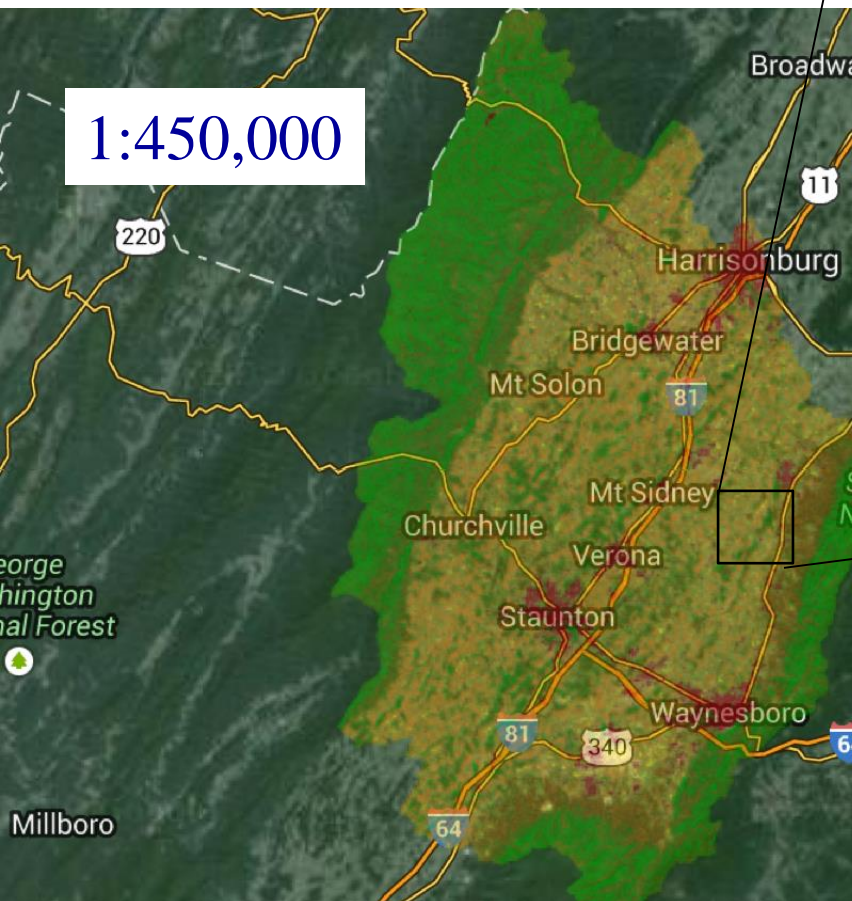 Broadwa
1:450,000
11
220
Harrisonburg
Bridgewater
Mt Solon
81
Mt Sidney
S
N
Churchville
Verona
eorge
hington
nal Forest
Staunton
Waynesboro
81
340
64
Millboro
64